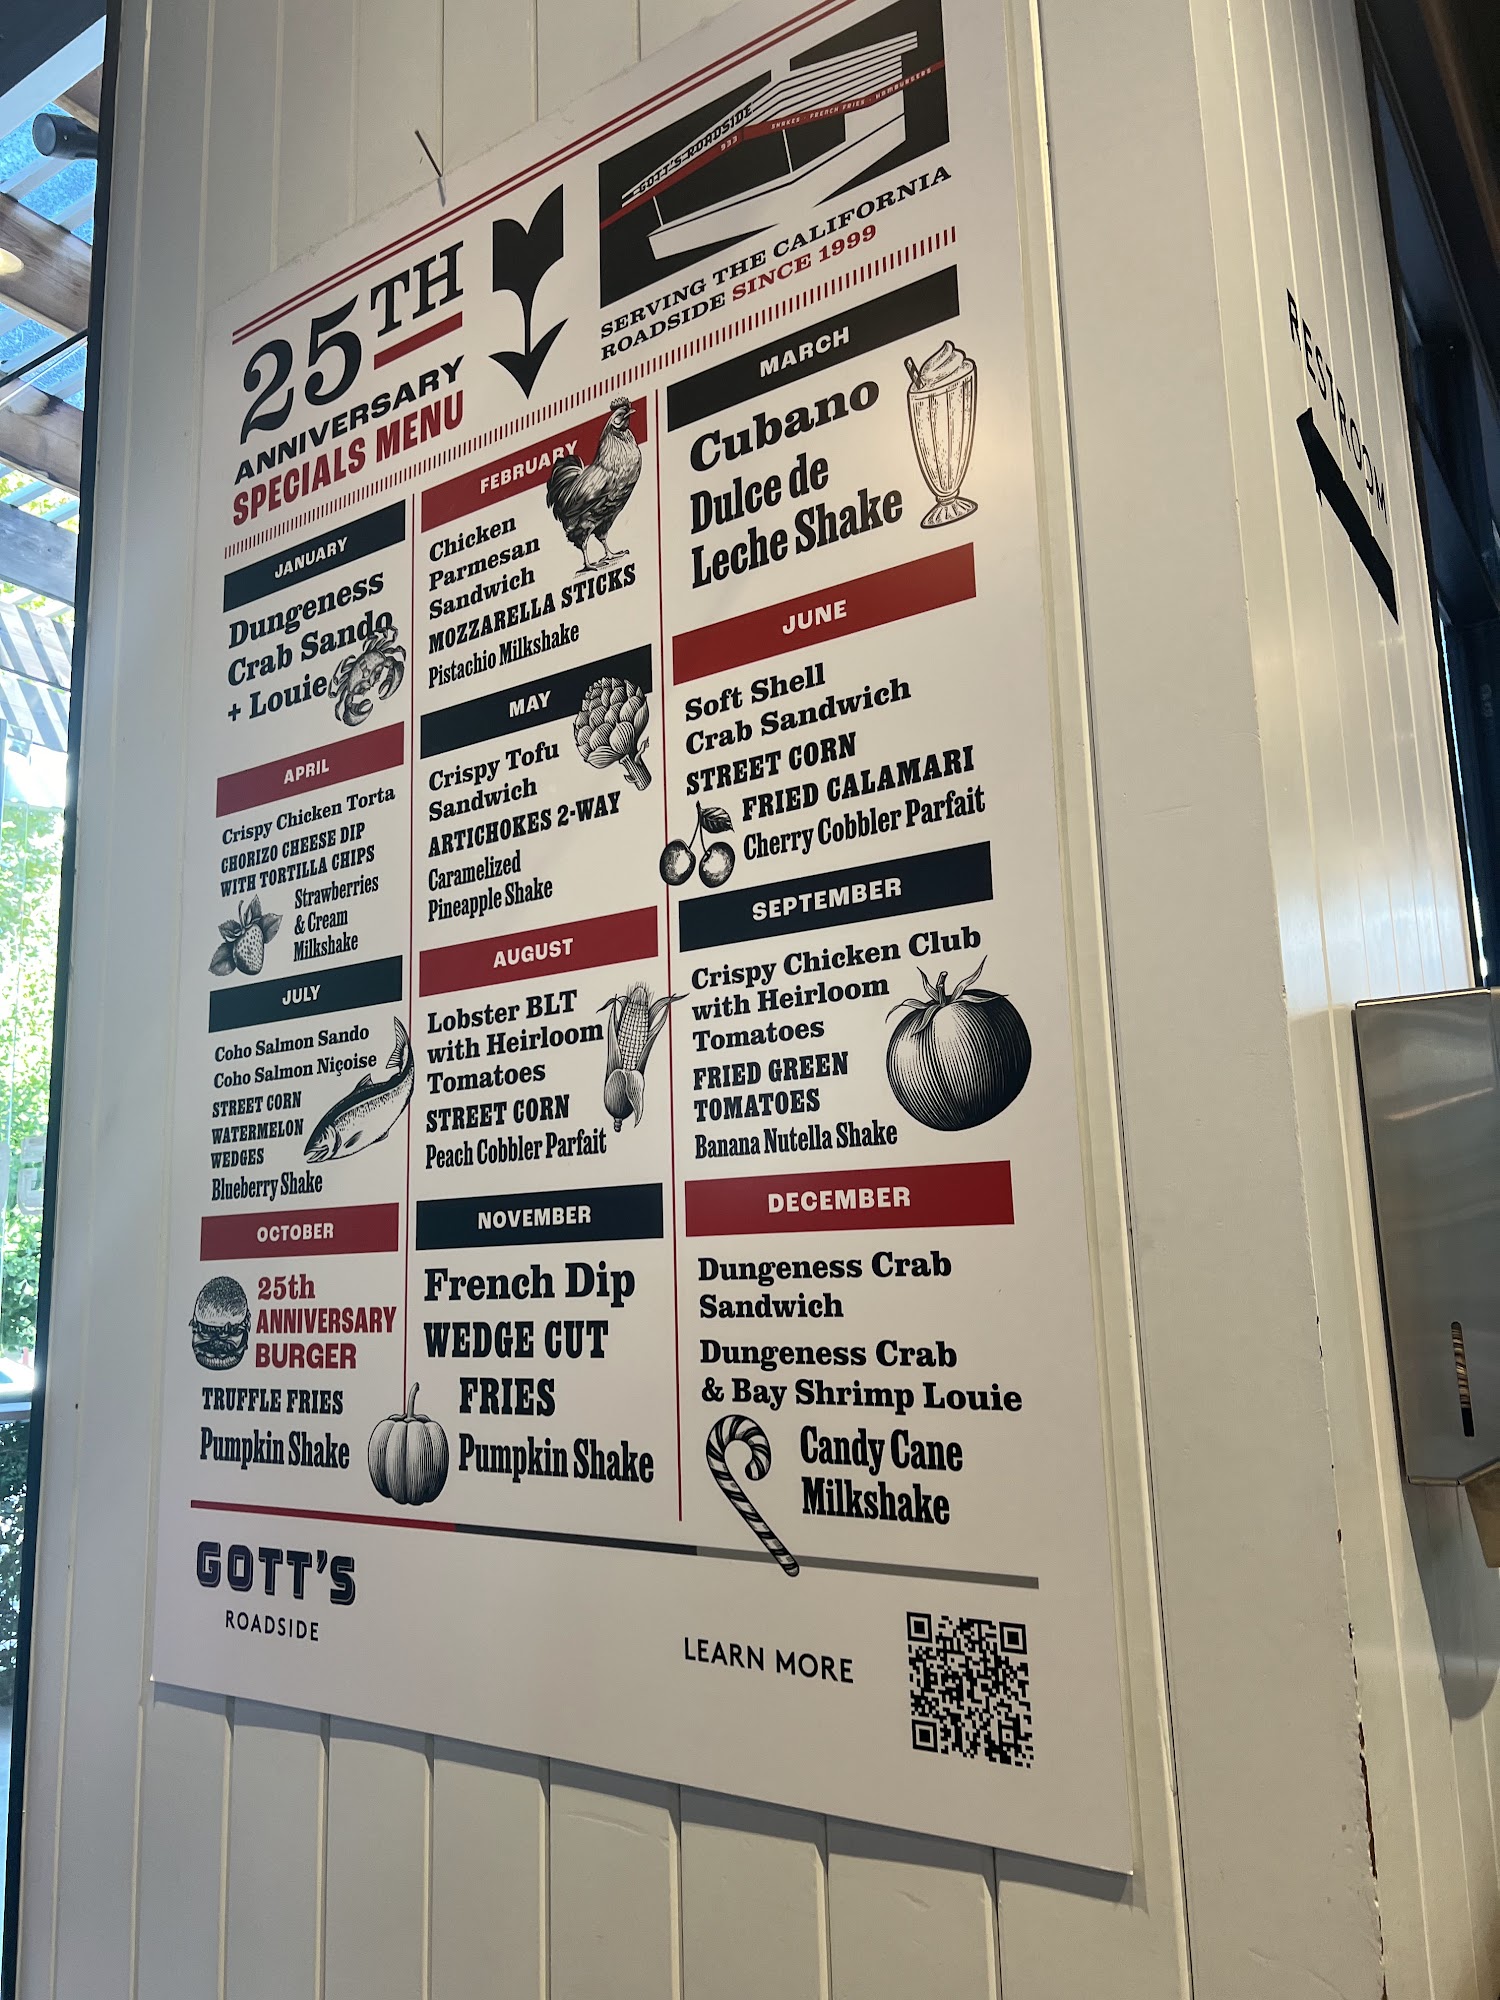 25TH
ANNIVERSARY
SPECIALS MENU
GOTT'S ROADSIDE
933
SHAKES · FRENCH FRIES · HAMBURGERS
SERVING THE CALIFORNIA
ROADSIDE SINCE 1999
JANUARY
Dungeness
Crab Sando
+ Louie
FEBRUARY
Chicken
Parmesan
Sandwich
MOZZARELLA STICKS
Pistachio Milkshake
MARCH
Cubano
Dulce de
Leche Shake
APRIL
Crispy Chicken Torta
CHORIZO CHEESE DIP
WITH TORTILLA CHIPS
Strawberries
& Cream
Milkshake
MAY
Crispy Tofu
Sandwich
ARTICHOKES 2-WAY
Caramelized
Pineapple Shake
JUNE
Soft Shell
Crab Sandwich
STREET CORN
FRIED CALAMARI
Cherry Cobbler Parfait
JULY
Coho Salmon Sando
Coho Salmon Niçoise
STREET CORN
WATERMELON
WEDGES
Blueberry Shake
AUGUST
Lobster BLT
with Heirloom
Tomatoes
STREET CORN
Peach Cobbler Parfait
SEPTEMBER
Crispy Chicken Club
with Heirloom
Tomatoes
FRIED GREEN
TOMATOES
Banana Nutella Shake
OCTOBER
25th
ANNIVERSARY
BURGER
TRUFFLE FRIES
Pumpkin Shake
NOVEMBER
French Dip
WEDGE CUT
FRIES
Pumpkin Shake
DECEMBER
Dungeness Crab
Sandwich
Dungeness Crab
& Bay Shrimp Louie
Candy Cane
Milkshake
GOTT'S
ROADSIDE
LEARN MORE
RESTROOM